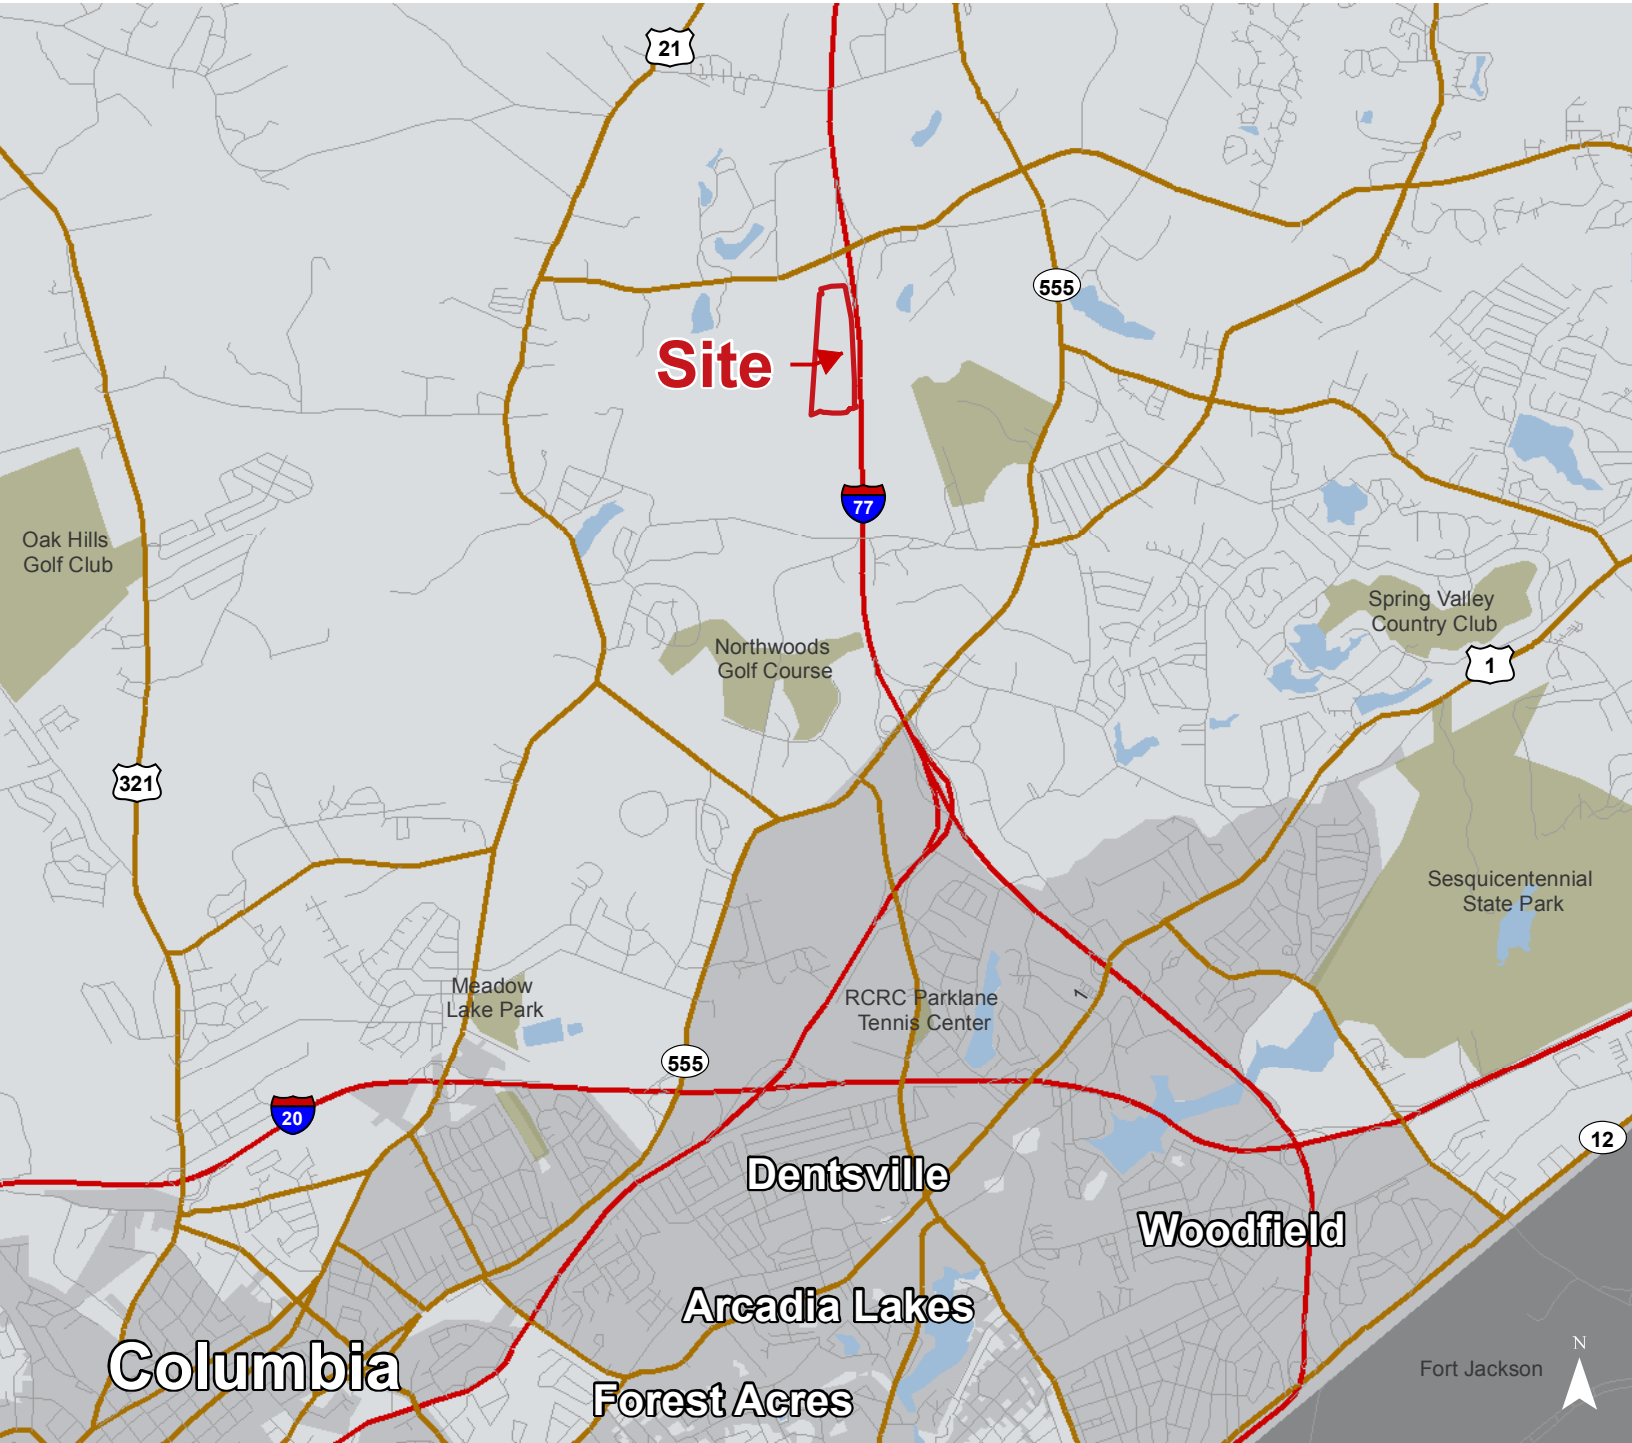 21
555
Site
77
Oak Hills
Golf Club
Spring Valley
Country Club
Northwoods
Golf Course
1
321
Sesquicentennial
State Park
Meadow
Lake Park
RCRC Parklane
Tennis Center
1
555
20
12
Dentsville
Woodfield
Arcadia Lakes
Columbia
Forest Acres
Fort Jackson
N